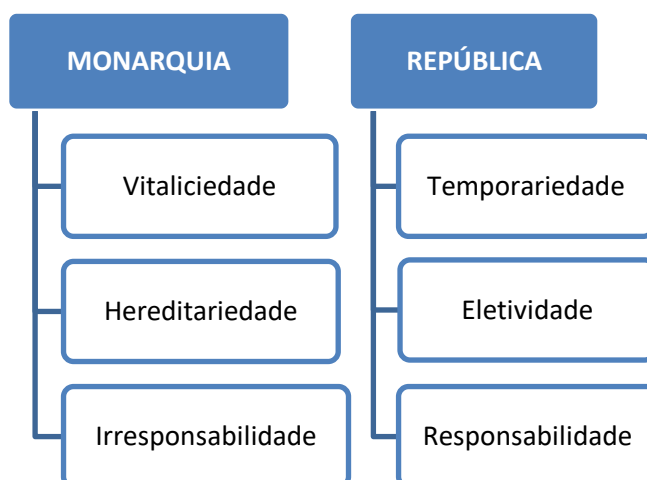 MONARQUIA
Vitaliciedade
Hereditariedade
Irresponsabilidade
REPÚBLICA
Temporariedade
Eletividade
Responsabilidade